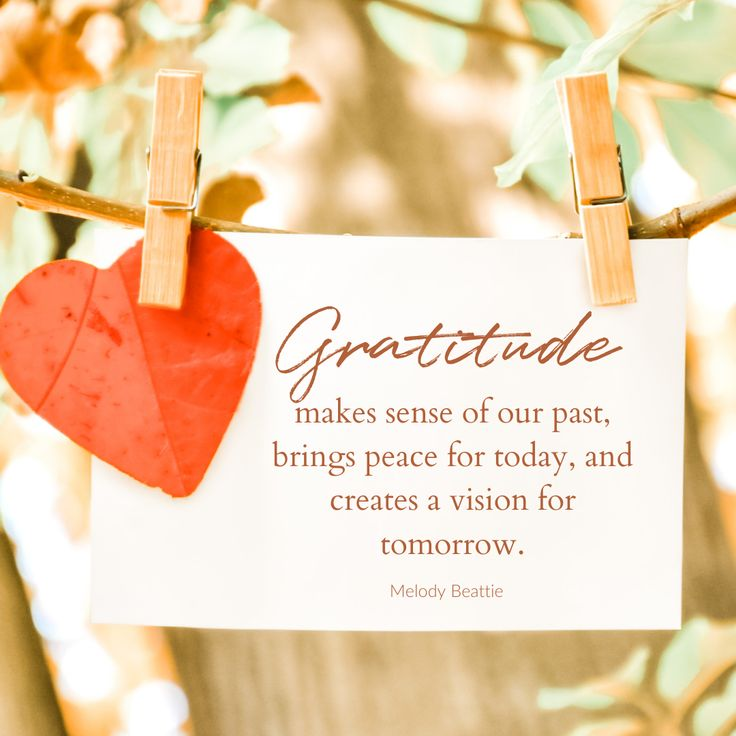 Gratitude
makes sense of our past,
brings peace for today, and
creates a vision for
tomorrow.
Melody Beattie